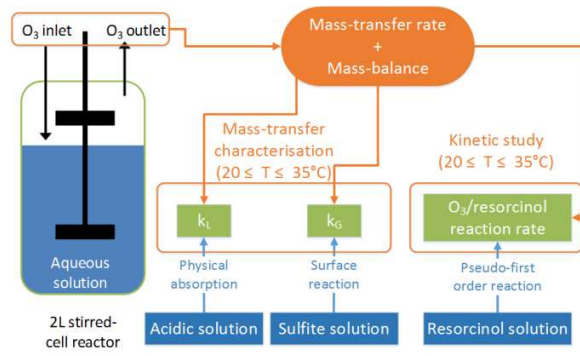 O₃ inlet
O₃ outlet
Aqueous
solution
2L stirred-
cell reactor
Mass-transfer rate
+
Mass-balance
Mass-transfer
characterisation
(20 ≤ T ≤ 35°C)
k_L
k_G
Physical
absorption
Surface
reaction
Acidic solution
Sulfite solution
Kinetic study
(20 ≤ T ≤ 35°C)
O₃/resorcinol
reaction rate
Pseudo-first
order reaction
Resorcinol solution